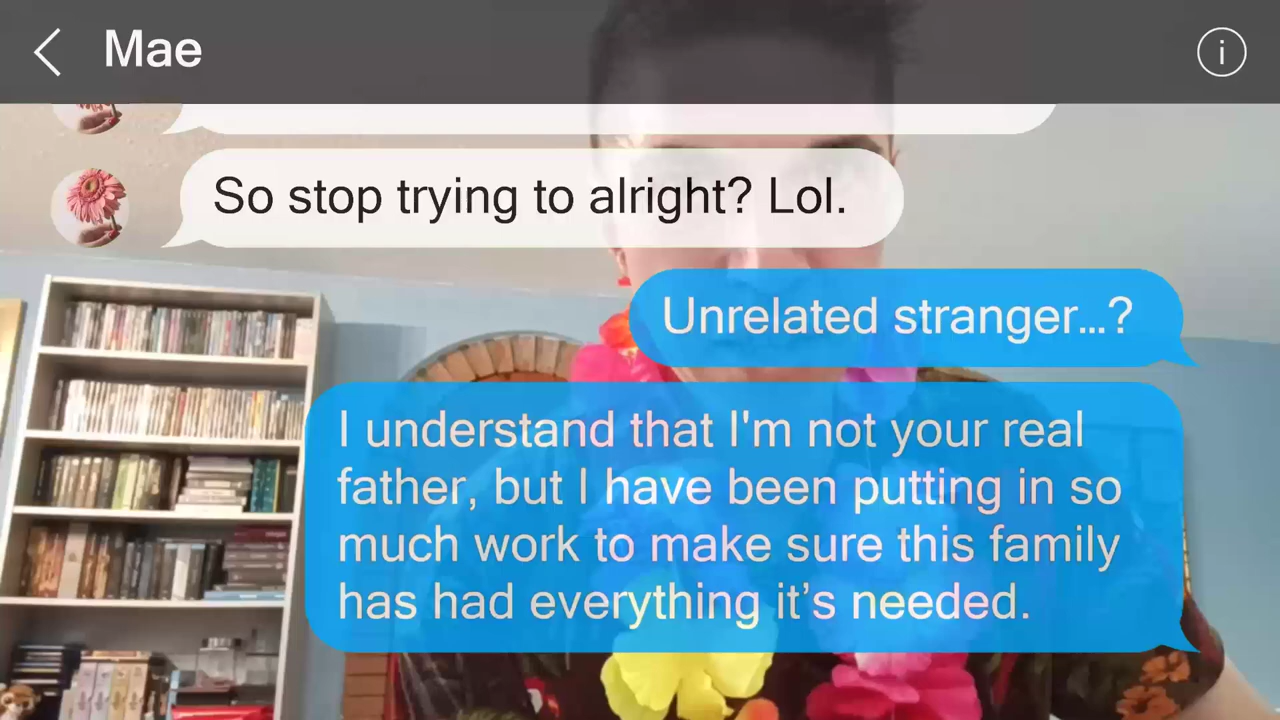 Mae
So stop trying to alright? Lol.
Unrelated stranger...?
I understand that I'm not your real
father, but I have been putting in so
much work to make sure this family
has had everything it’s needed.